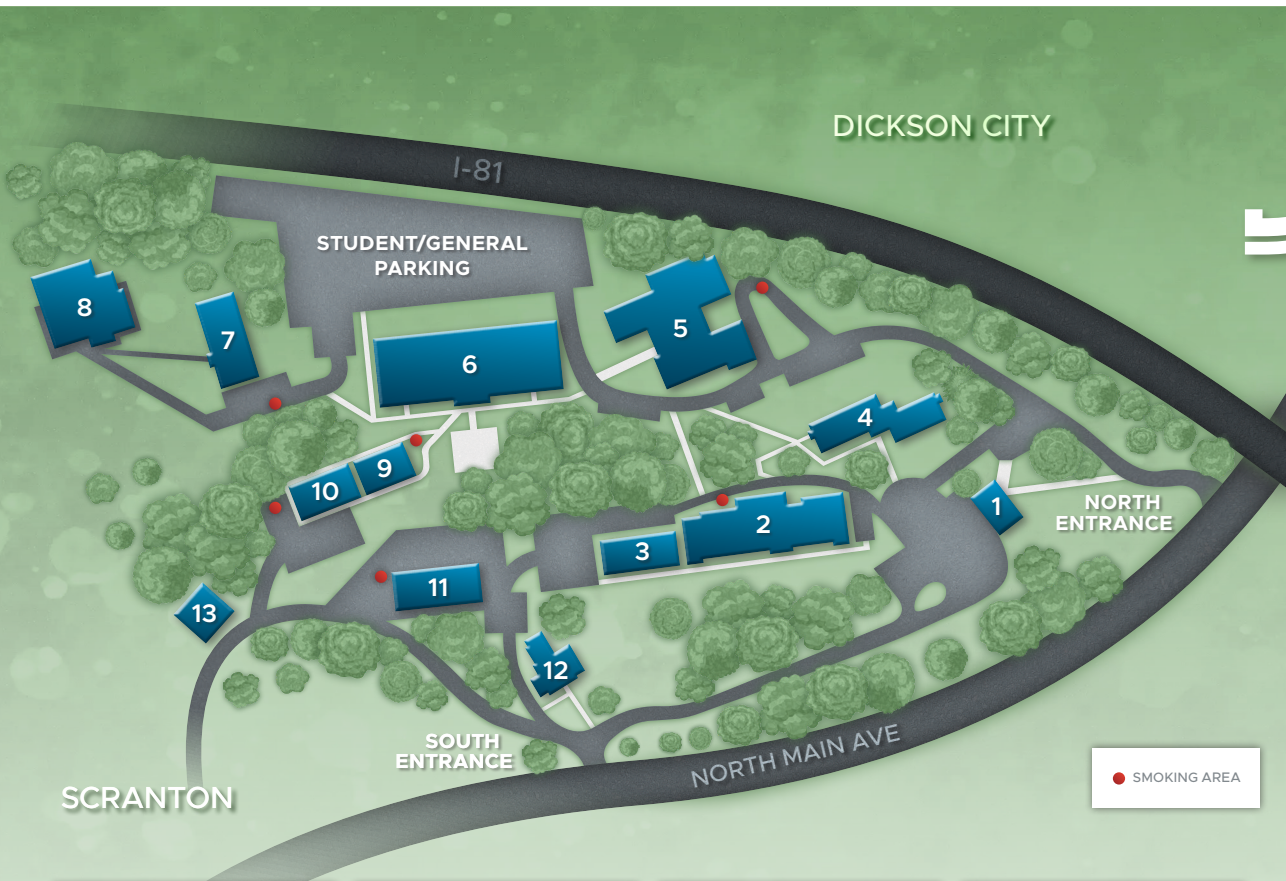 DICKSON CITY
I-81
STUDENT/GENERAL
PARKING
8
7
6
5
4
9
10
1
NORTH
ENTRANCE
2
3
11
13
12
SOUTH
ENTRANCE
NORTH MAIN AVE
SCRANTON
SMOKING AREA